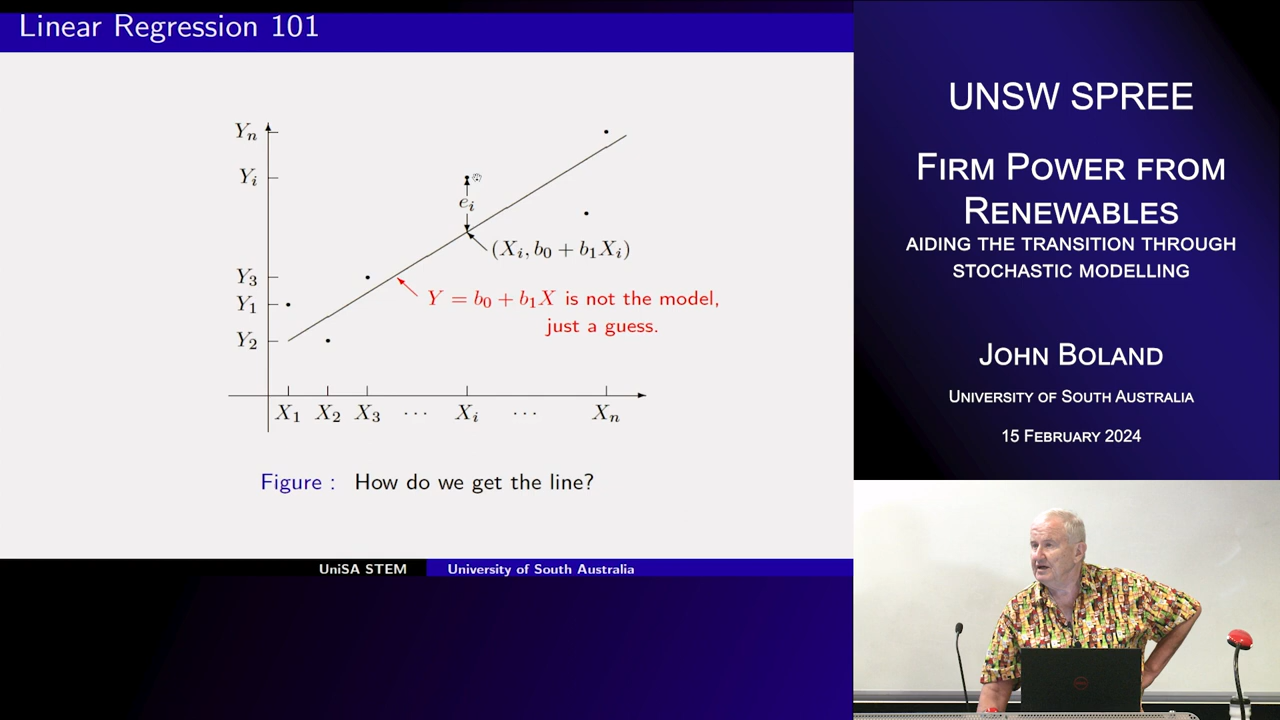 Linear Regression 101
Yₙ
Yᵢ
eᵢ
(Xᵢ, b₀ + b₁Xᵢ)
Y₃
Y₁
Y = b₀ + b₁X is not the model,
just a guess.
Y₂
X₁ X₂ X₃ ··· Xᵢ ··· Xₙ
Figure : How do we get the line?
UniSA STEM University of South Australia
UNSW SPREE
FIRM POWER FROM
RENEWABLES
AIDING THE TRANSITION THROUGH
STOCHASTIC MODELLING
JOHN BOLAND
UNIVERSITY OF SOUTH AUSTRALIA
15 FEBRUARY 2024